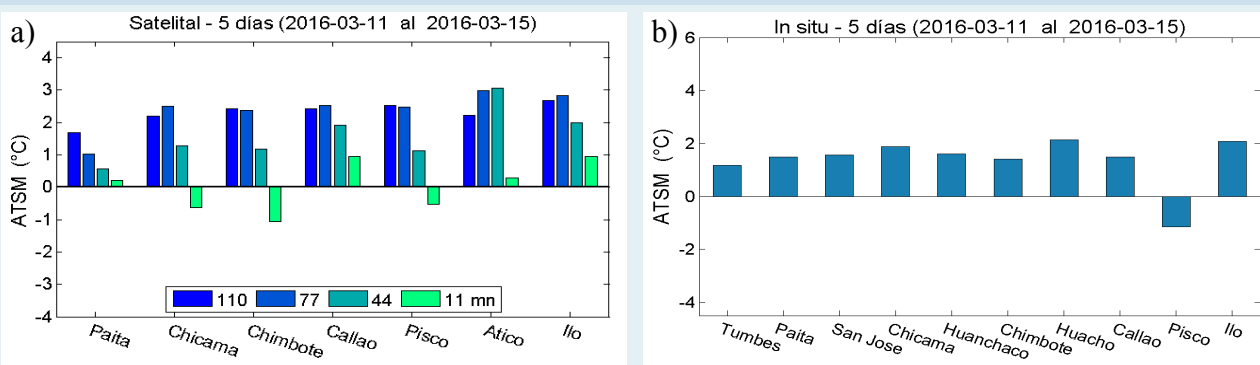 a)
Satelital - 5 días (2016-03-11 al 2016-03-15)
ATSM (°C)
4
3
2
1
0
-1
-2
-3
-4
110 77 44 11 mn
Paita Chicama Chimbote Callao Pisco Atico Ilo
b)
In situ - 5 días (2016-03-11 al 2016-03-15)
ATSM (°C)
6
4
2
0
-2
-4
Tumbes Paita San Jose Chicama Huanchaco Chimbote Huacho Callao Pisco Ilo